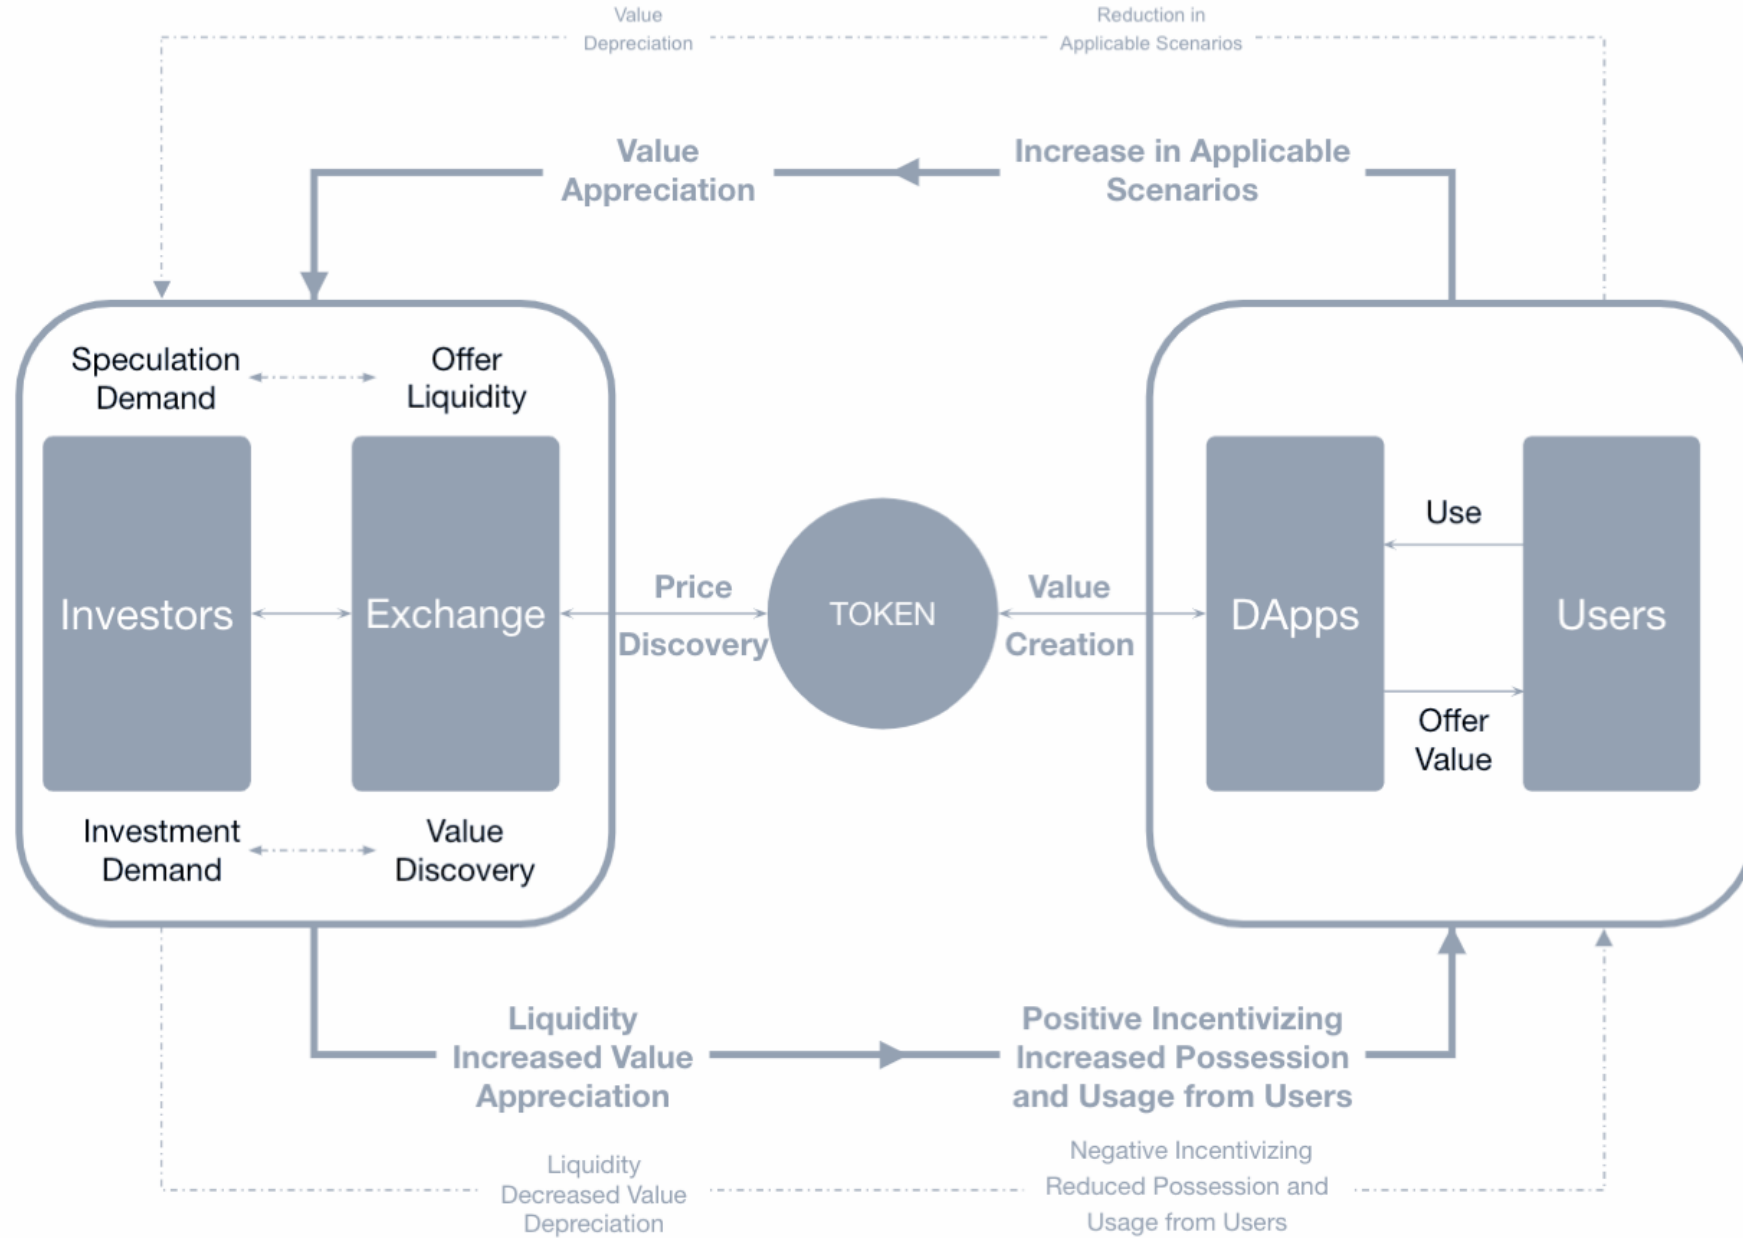 Value
Depreciation
Reduction in
Applicable Scenarios
Value
Appreciation
Increase in Applicable
Scenarios
Speculation
Demand
Offer
Liquidity
Investors
Exchange
Price
Discovery
TOKEN
Value
Creation
DApps
Use
Offer
Value
Users
Investment
Demand
Value
Discovery
Liquidity
Increased Value
Appreciation
Positive Incentivizing
Increased Possession
and Usage from Users
Liquidity
Decreased Value
Depreciation
Negative Incentivizing
Reduced Possession and
Usage from Users